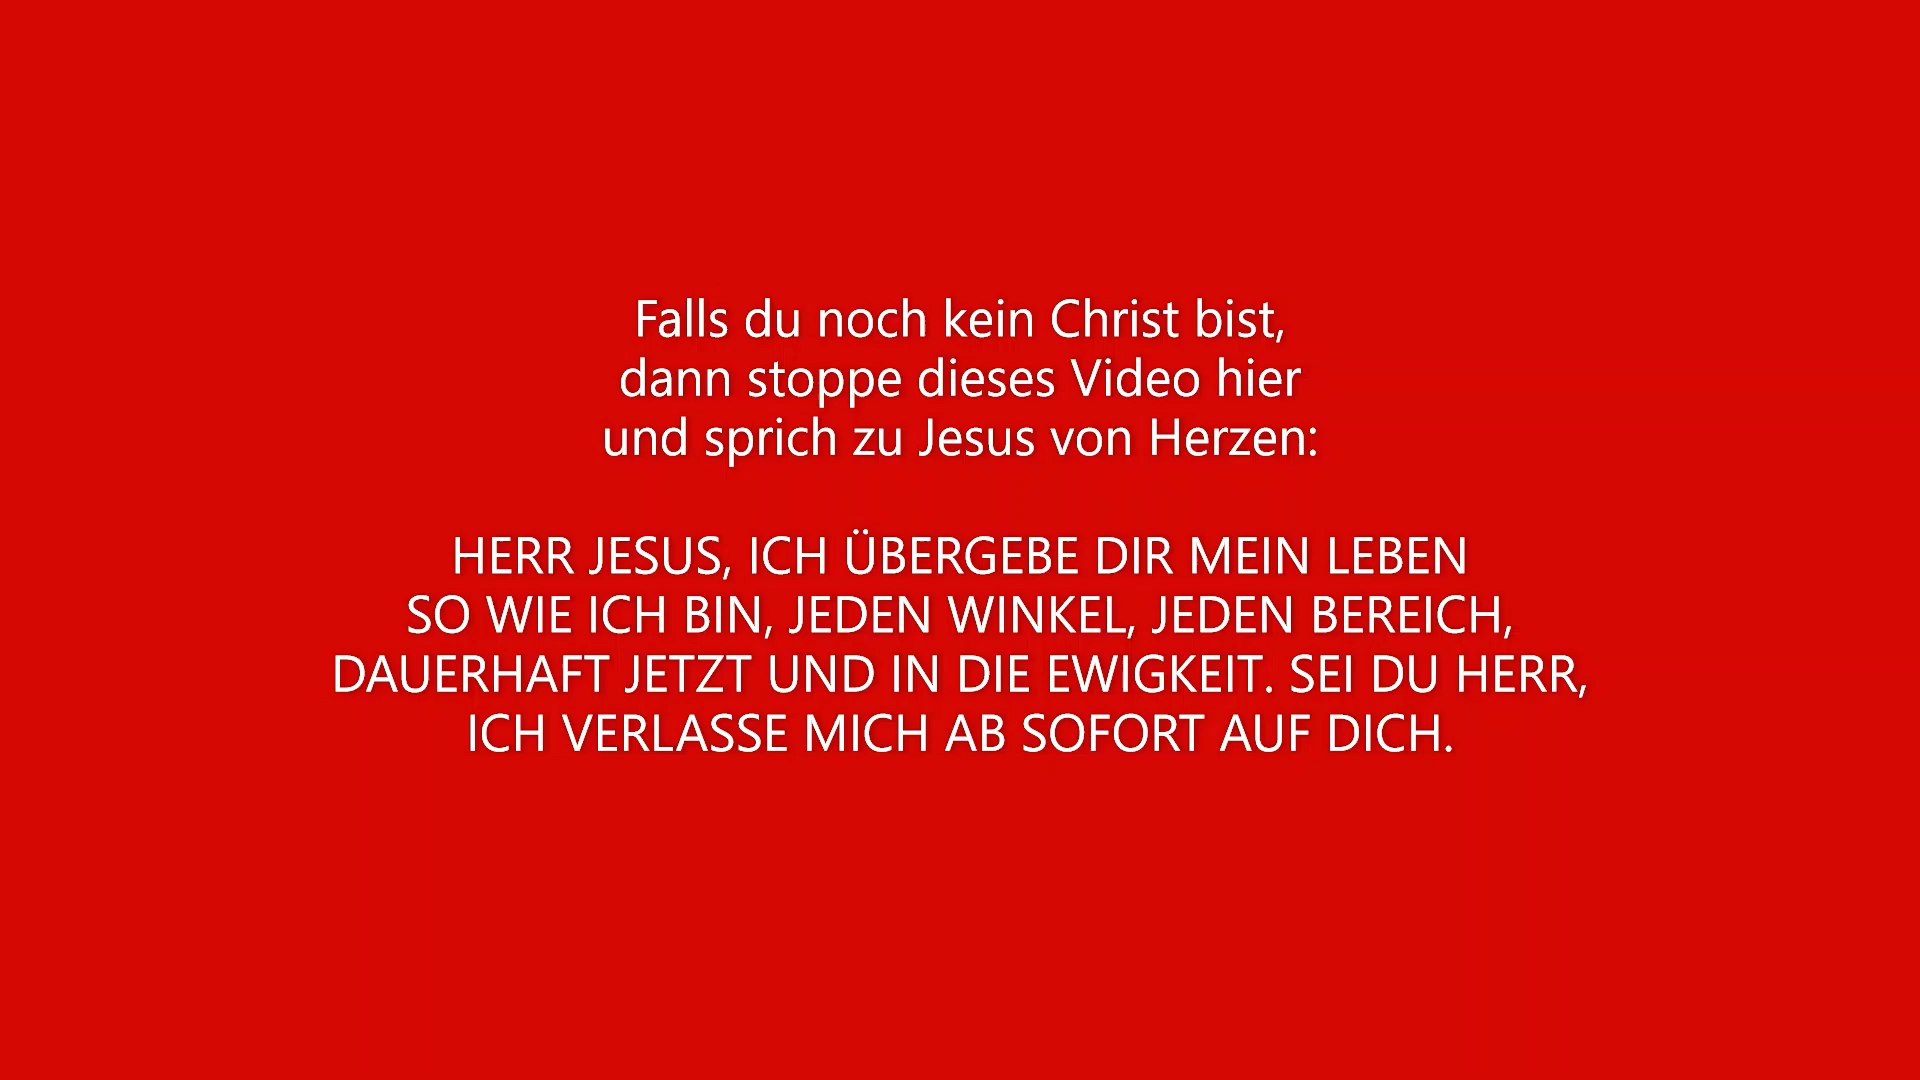 Falls du noch kein Christ bist,
dann stoppe dieses Video hier
und sprich zu Jesus von Herzen:
HERR JESUS, ICH ÜBERGEBE DIR MEIN LEBEN
SO WIE ICH BIN, JEDEN WINKEL, JEDEN BEREICH,
DAUERHAFT JETZT UND IN DIE EWIGKEIT. SEI DU HERR,
ICH VERLASSE MICH AB SOFORT AUF DICH.